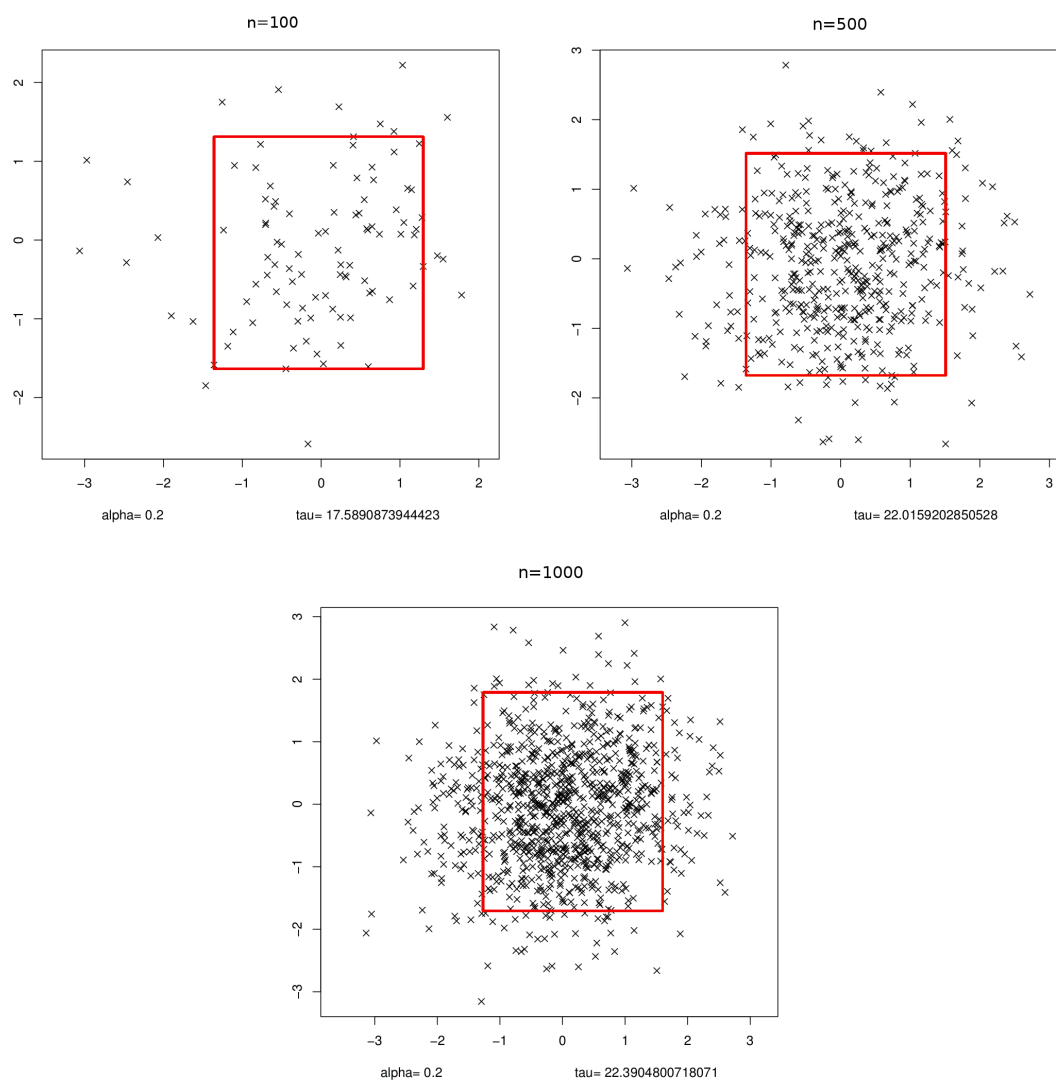 n=100
2
1
0
−1
−2
−3 −2 −1 0 1 2
alpha= 0.2 tau= 17.5890873944423
n=500
3
2
1
0
−1
−2
−3 −2 −1 0 1 2 3
alpha= 0.2 tau= 22.0159202850528
n=1000
3
2
1
0
−1
−2
−3
−3 −2 −1 0 1 2 3
alpha= 0.2 tau= 22.3904800718071